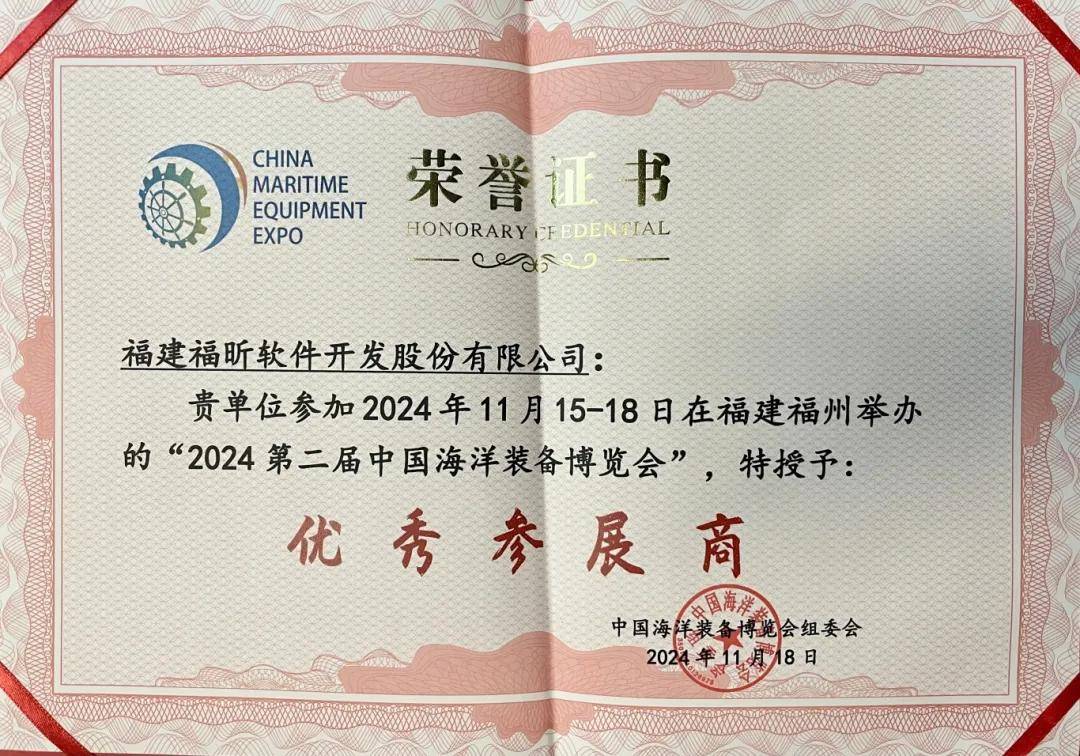 CHINA
MARITIME
EQUIPMENT
EXPO
荣誉证书
HONORARY CREDENTIAL
福建福昕软件开发股份有限公司：
贵单位参加2024年11月15-18日在福建福州举办
的“2024第二届中国海洋装备博览会”，特授予：
优秀参展商
中国海洋装备博览会组委会
2024年11月18日